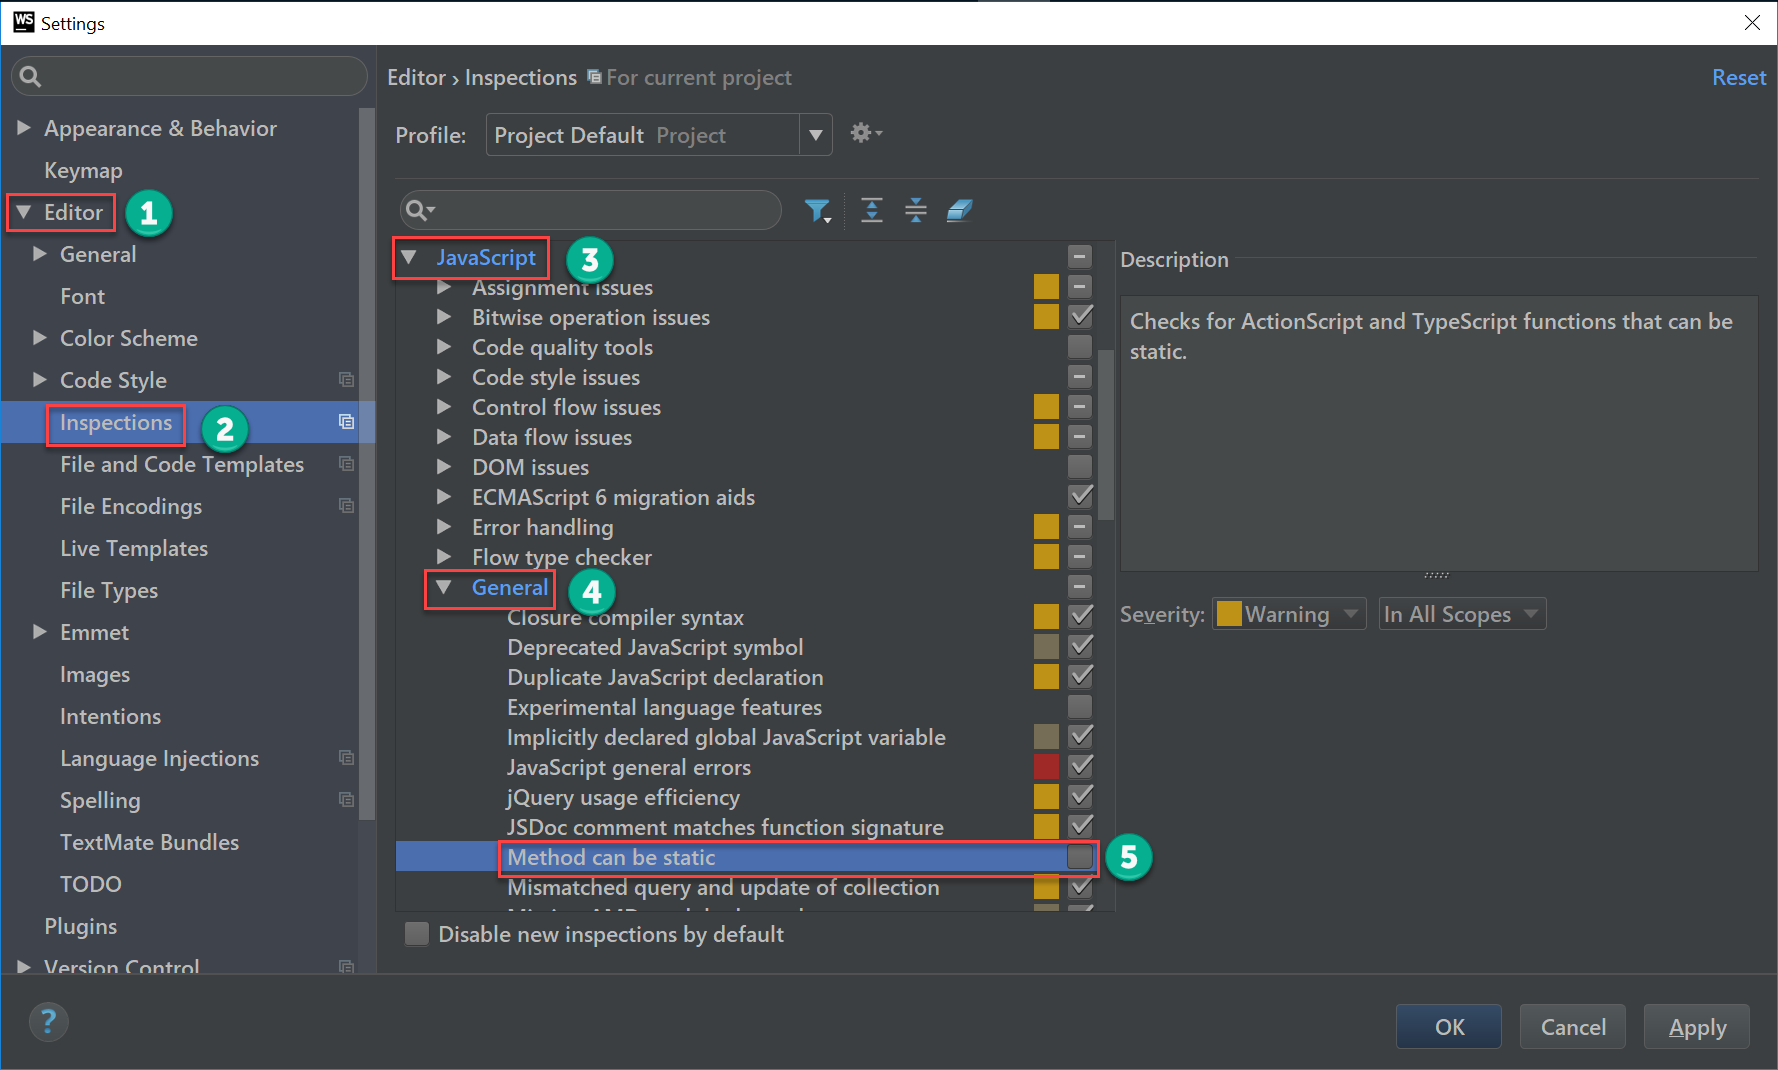 WS Settings
Editor › Inspections For current project Reset
Profile: Project Default Project
Appearance & Behavior
Keymap
Editor 1
General
Font
Color Scheme
Code Style
Inspections 2
File and Code Templates
File Encodings
Live Templates
File Types
Emmet
Images
Intentions
Language Injections
Spelling
TextMate Bundles
TODO
Plugins
Version Control
JavaScript 3
Assignment issues
Bitwise operation issues
Code quality tools
Code style issues
Control flow issues
Data flow issues
DOM issues
ECMAScript 6 migration aids
Error handling
Flow type checker
General 4
Closure compiler syntax
Deprecated JavaScript symbol
Duplicate JavaScript declaration
Experimental language features
Implicitly declared global JavaScript variable
JavaScript general errors
jQuery usage efficiency
JSDoc comment matches function signature
Method can be static 5
Mismatched query and update of collection
Disable new inspections by default
Description
Checks for ActionScript and TypeScript functions that can be
static.
Severity: Warning In All Scopes
? OK Cancel Apply